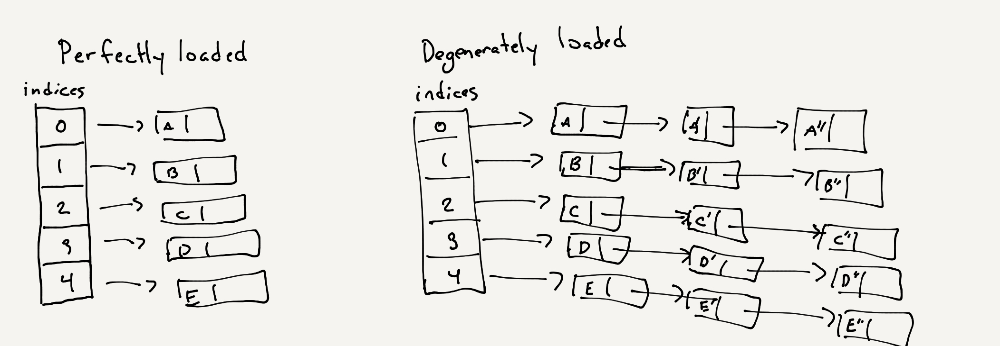 Perfectly loaded
indices
0 A
1 B
2 C
3 D
4 E
Degenerately loaded
indices
0 A A' A"
1 B B' B"
2 C C' C"
3 D D' D"
4 E E' E"